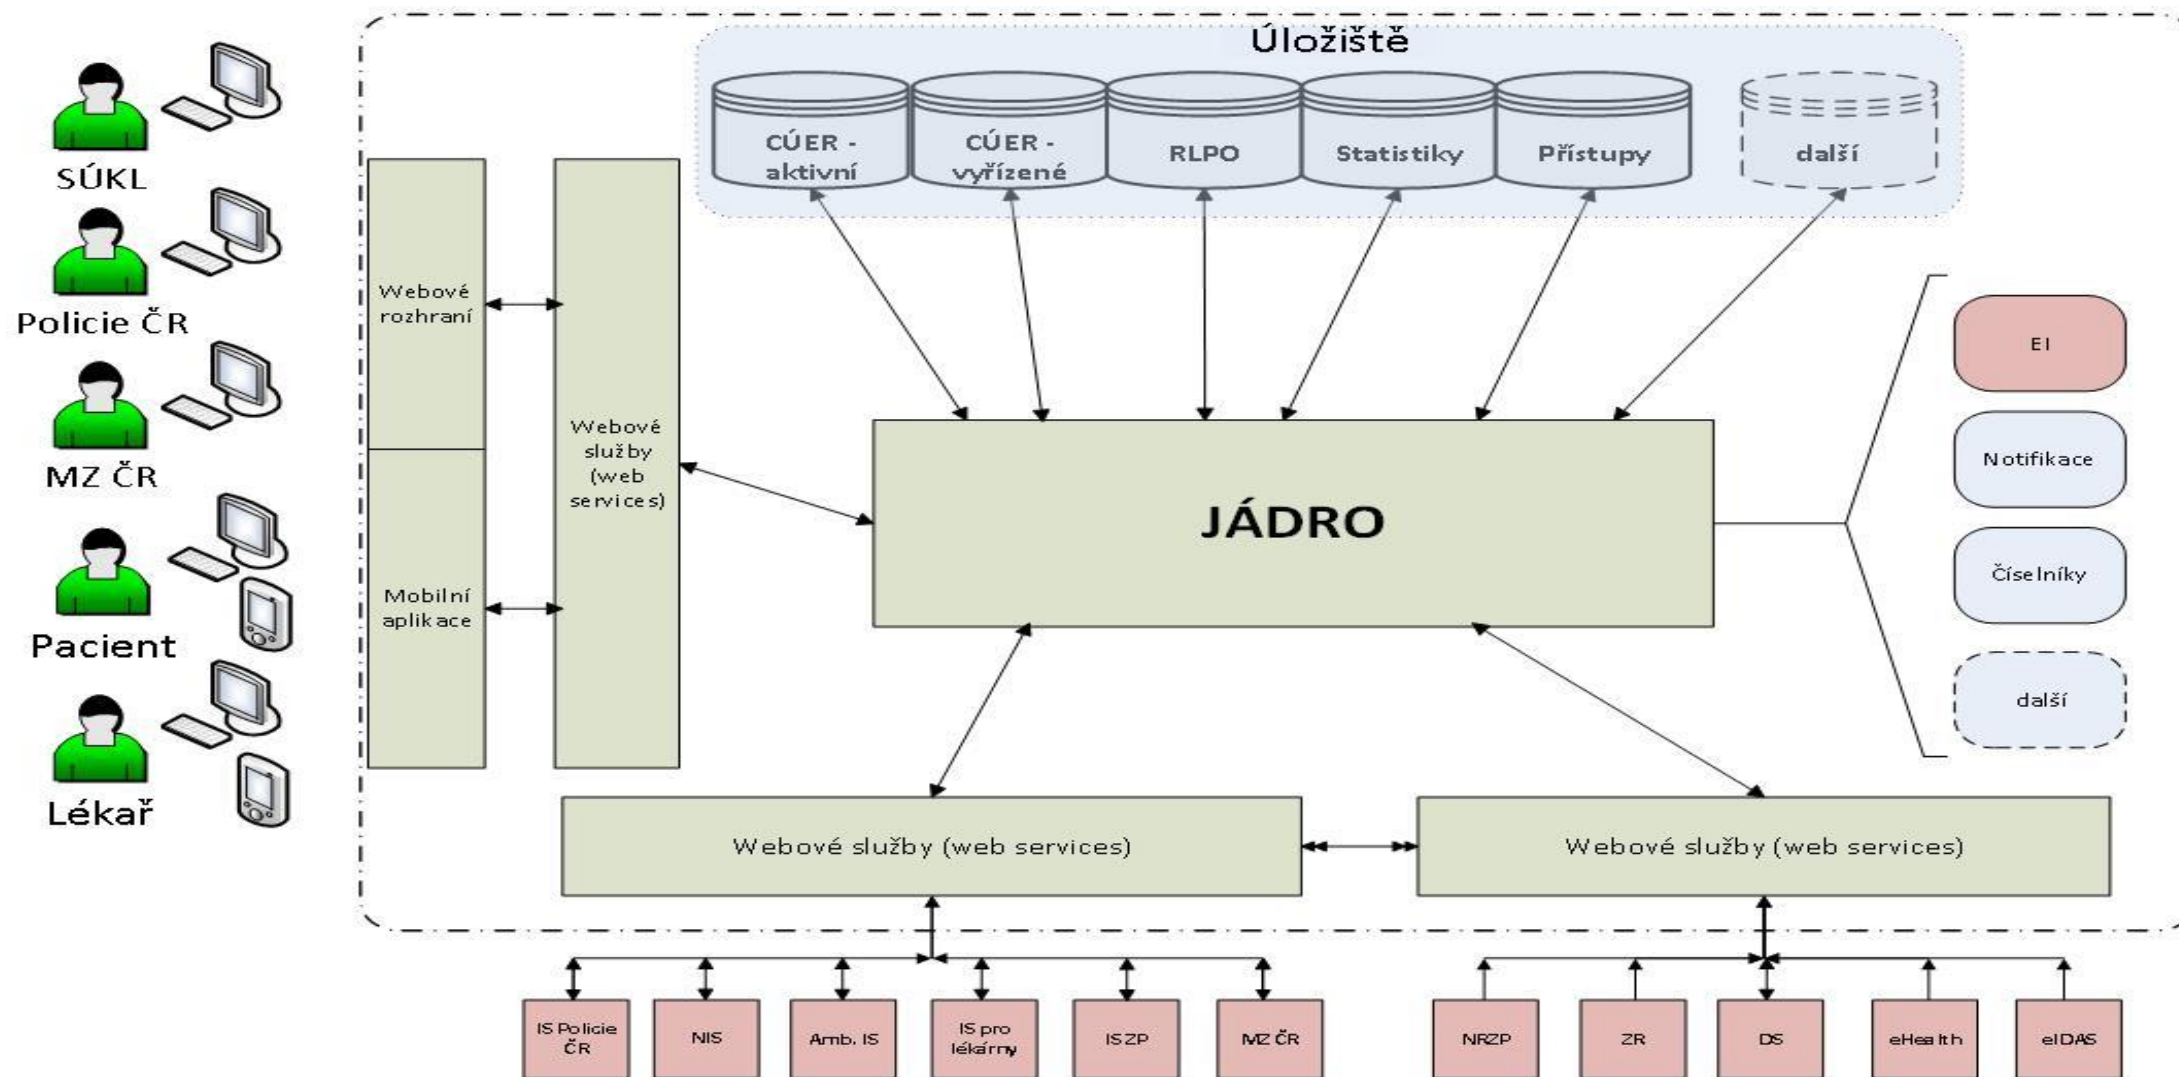 Úložiště
CÚER -
aktivní
CÚER -
vyřízené
RLPO
Statistiky
Přístupy
další
SÚKL
Policie ČR
MZ ČR
Pacient
Lékař
Webové
rozhraní
Mobilní
aplikace
Webové
služby
(web
services)
JÁDRO
EI
Notifikace
Číselníky
další
Webové služby (web services)
Webové služby (web services)
IS Policie
ČR
NIS
Amb. IS
IS pro
lékárny
IS ZP
MZ ČR
NRZP
ZR
DS
eHealth
eIDAS